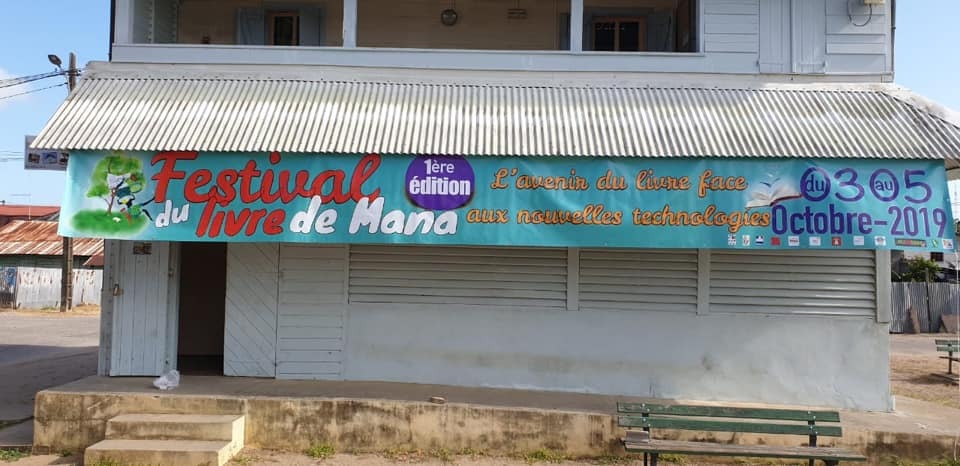 Festival
du livre de Mana
1ère
édition
L'avenir du livre face
aux nouvelles technologies
du 03 au 05
Octobre-2019